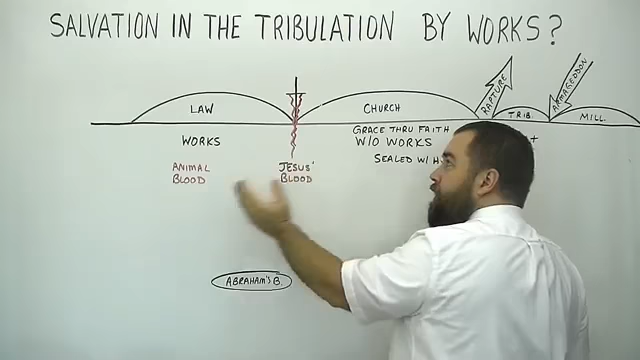 SALVATION IN THE TRIBULATION BY WORKS?
LAW
CHURCH
RAPTURE
TRIB.
ARMAGEDDON
MILL.
WORKS
GRACE THRU FAITH
W/O WORKS
SEALED W/ H
+
ANIMAL
BLOOD
JESUS'
BLOOD
ABRAHAM'S B.